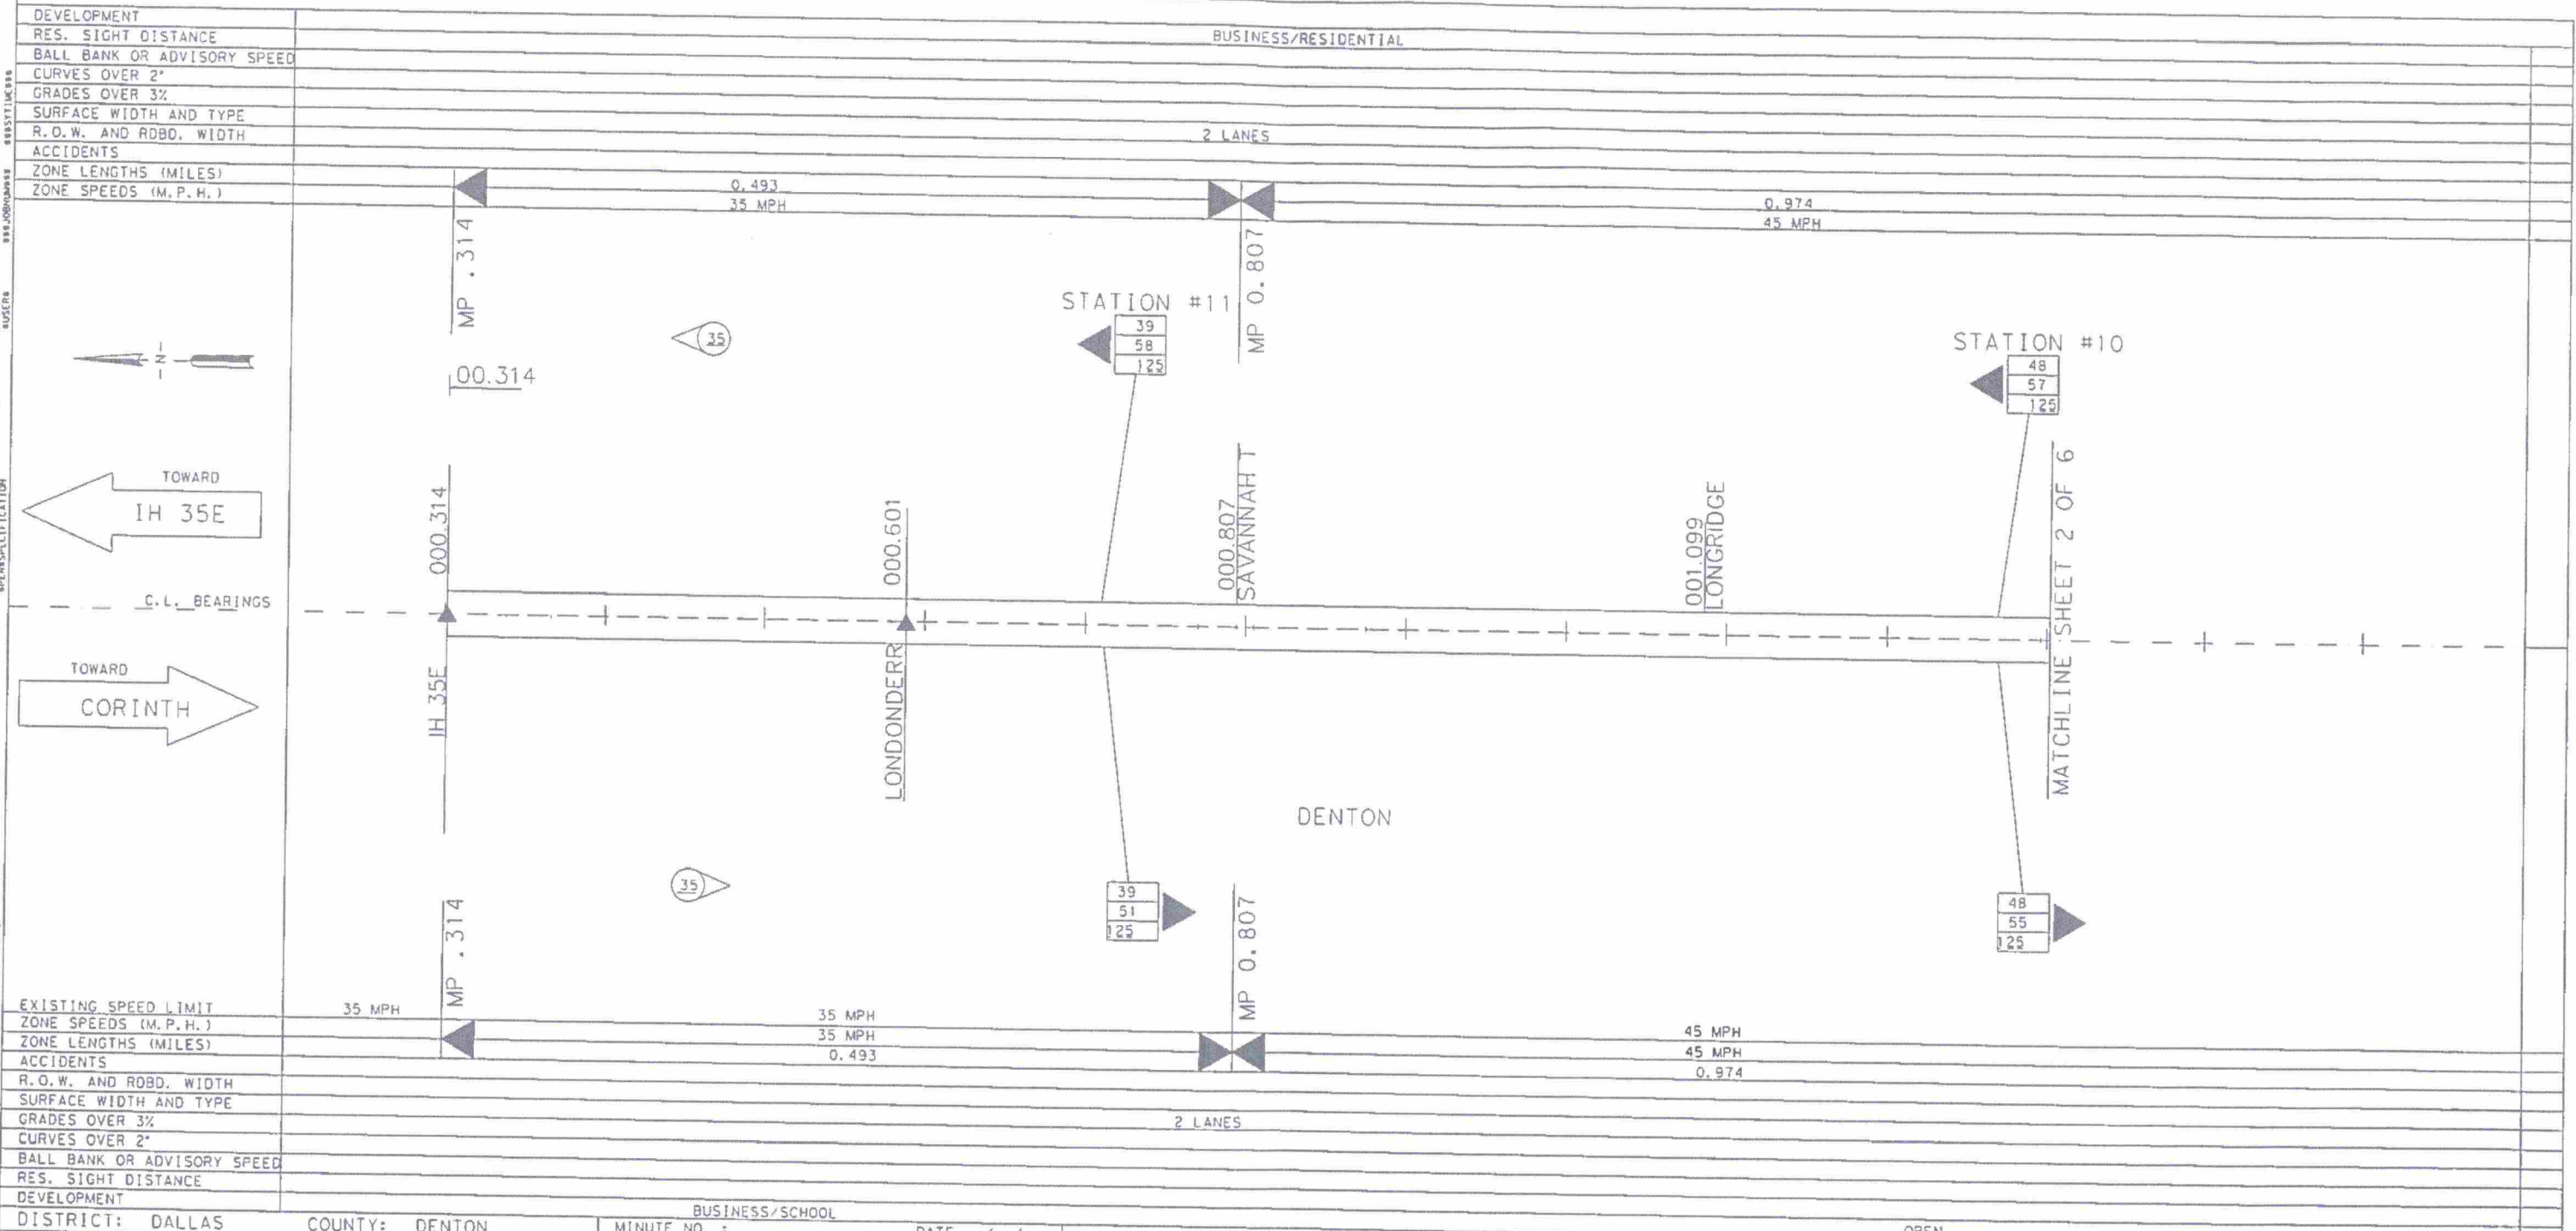 DEVELOPMENT
BUSINESS/RESIDENTIAL
RES. SIGHT DISTANCE
BALL BANK OR ADVISORY SPEED
CURVES OVER 2°
GRADES OVER 3%
SURFACE WIDTH AND TYPE
2 LANES
R.O.W. AND RDBD. WIDTH
ACCIDENTS
ZONE LENGTHS (MILES)
0.493
0.974
ZONE SPEEDS (M.P.H.)
35 MPH
45 MPH
MP .314
MP 0.807
STATION #11
39
58
125
STATION #10
48
57
125
35
N
00.314
TOWARD
IH 35E
000.314
000.601
000.807
SAVANNAH T
001.099
LONGRIDGE
MATCHLINE SHEET 2 OF 6
C.L. BEARINGS
TOWARD
CORINTH
IH 35E
LONDONDERR
DENTON
35
39
51
125
48
55
125
MP .314
MP 0.807
EXISTING SPEED LIMIT
35 MPH
35 MPH
45 MPH
ZONE SPEEDS (M.P.H.)
35 MPH
45 MPH
ZONE LENGTHS (MILES)
0.493
0.974
ACCIDENTS
R.O.W. AND ROBD. WIDTH
SURFACE WIDTH AND TYPE
2 LANES
GRADES OVER 3%
CURVES OVER 2°
BALL BANK OR ADVISORY SPEED
RES. SIGHT DISTANCE
DEVELOPMENT
BUSINESS/SCHOOL
DISTRICT: DALLAS
COUNTY: DENTON
MINUTE NO.:
DATE
OPEN